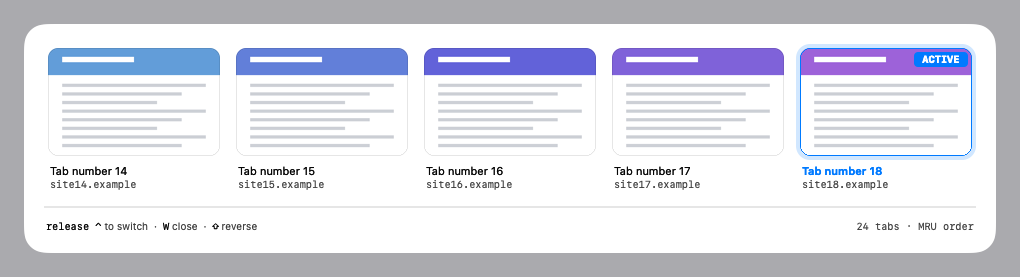 ACTIVE
Tab number 14
site14.example
Tab number 15
site15.example
Tab number 16
site16.example
Tab number 17
site17.example
Tab number 18
site18.example
release ^ to switch · W close · ⇧ reverse
24 tabs · MRU order